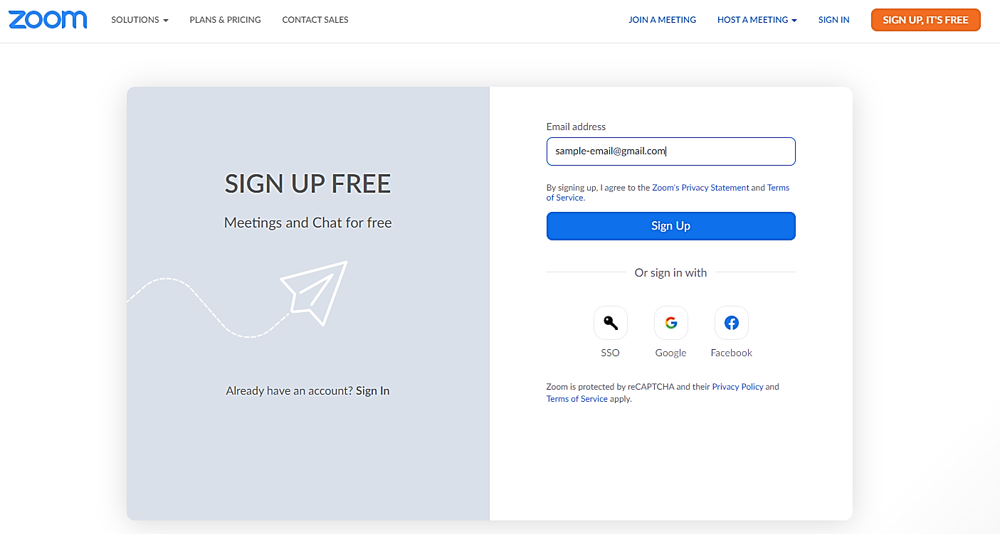 zoom SOLUTIONS PLANS & PRICING CONTACT SALES JOIN A MEETING HOST A MEETING SIGN IN SIGN UP, IT'S FREE
SIGN UP FREE
Meetings and Chat for free
Already have an account? Sign In
Email address
sample-email@gmail.com
By signing up, I agree to the Zoom's Privacy Statement and Terms
of Service.
Sign Up
Or sign in with
SSO Google Facebook
Zoom is protected by reCAPTCHA and their Privacy Policy and
Terms of Service apply.